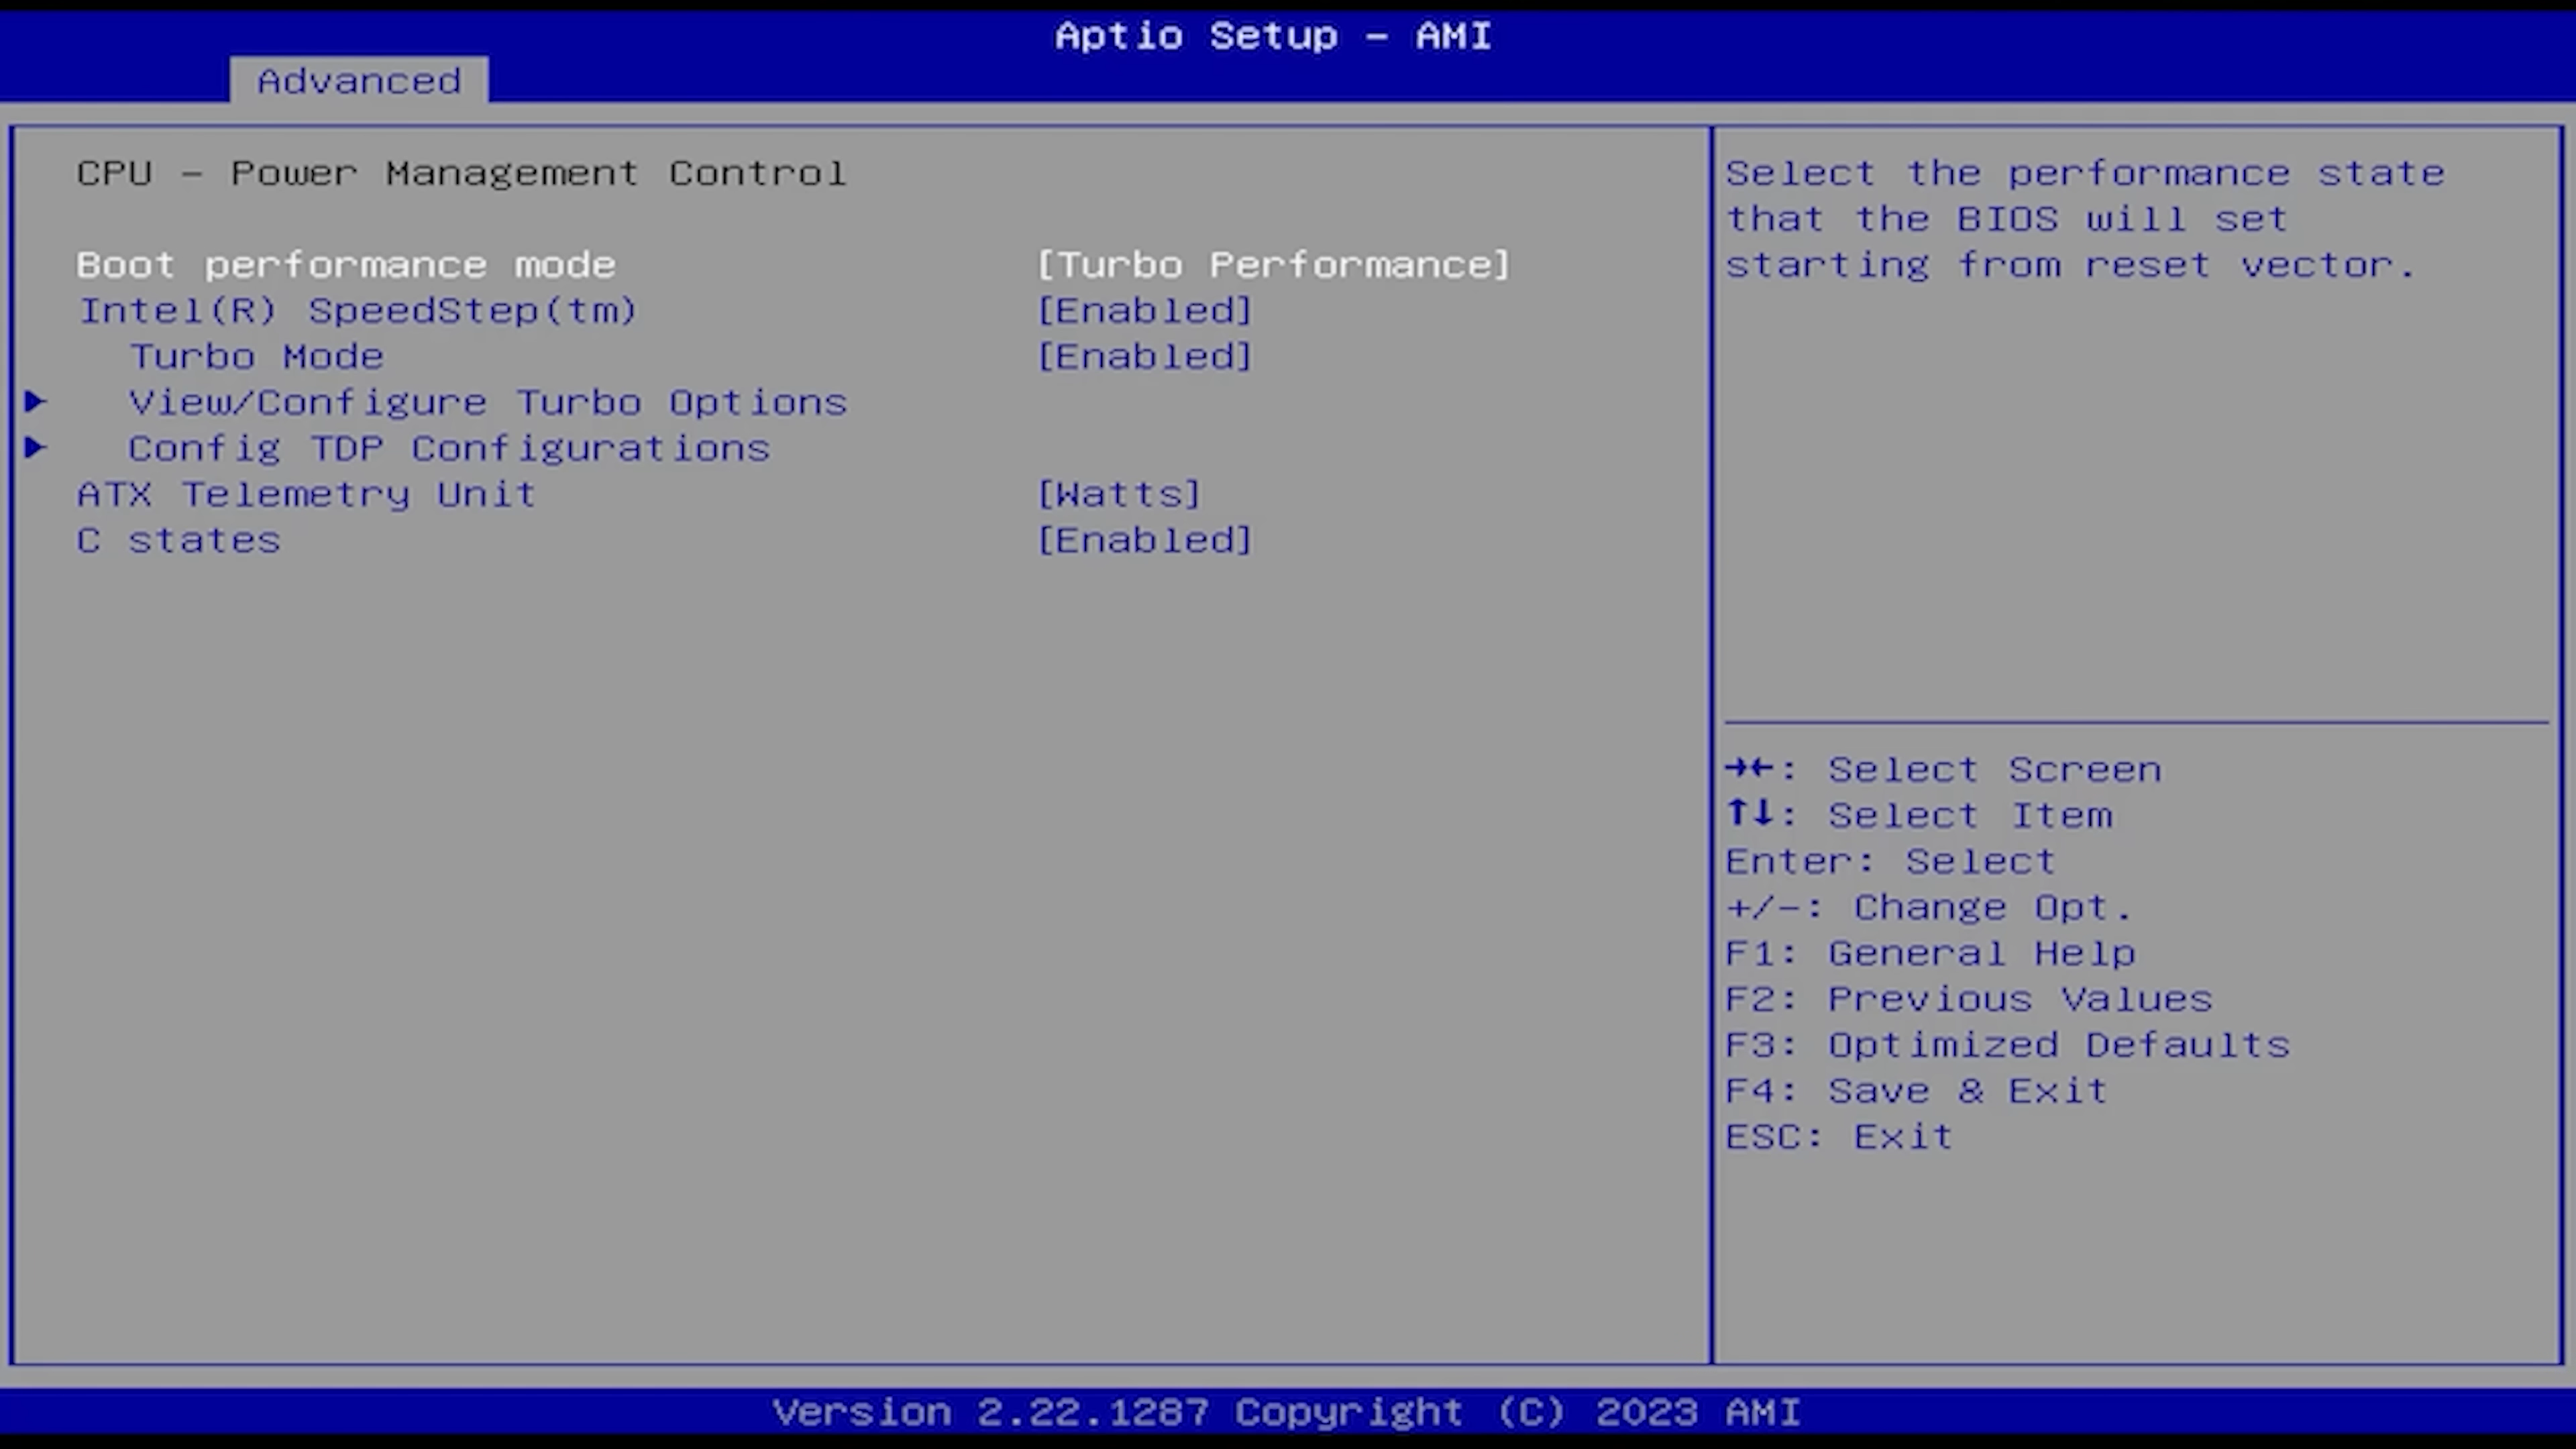 Aptio Setup – AMI
Advanced
CPU – Power Management Control
Boot performance mode [Turbo Performance]
Intel(R) SpeedStep(tm) [Enabled]
Turbo Mode [Enabled]
► View/Configure Turbo Options
► Config TDP Configurations
ATX Telemetry Unit [Watts]
C states [Enabled]
Select the performance state
that the BIOS will set
starting from reset vector.
→←: Select Screen
↑↓: Select Item
Enter: Select
+/–: Change Opt.
F1: General Help
F2: Previous Values
F3: Optimized Defaults
F4: Save & Exit
ESC: Exit
Version 2.22.1287 Copyright (C) 2023 AMI